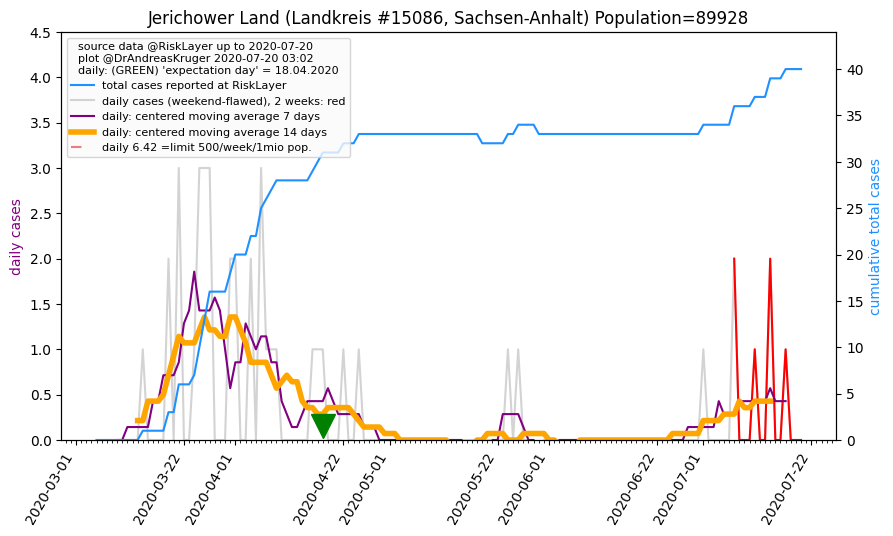 Jerichower Land (Landkreis #15086, Sachsen-Anhalt) Population=89928
source data @RiskLayer up to 2020-07-20
plot @DrAndreasKruger 2020-07-20 03:02
daily: (GREEN) 'expectation day' = 18.04.2020
total cases reported at RiskLayer
daily cases (weekend-flawed), 2 weeks: red
daily: centered moving average 7 days
daily: centered moving average 14 days
daily 6.42 =limit 500/week/1mio pop.
daily cases
4.5
4.0
3.5
3.0
2.5
2.0
1.5
1.0
0.5
0.0
cumulative total cases
40
35
30
25
20
15
10
5
0
2020-03-01
2020-03-22
2020-04-01
2020-04-22
2020-05-01
2020-05-22
2020-06-01
2020-06-22
2020-07-01
2020-07-22